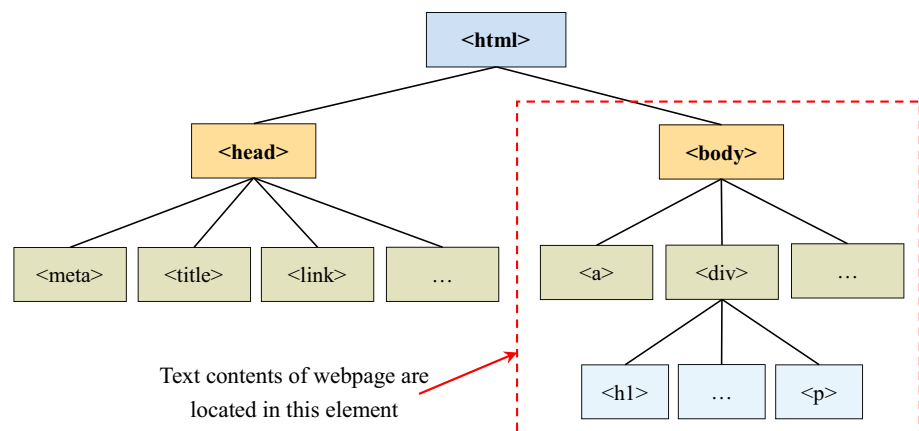 <html>
<head>
<body>
<meta>
<title>
<link>
…
<a>
<div>
…
<h1>
…
<p>
Text contents of webpage are
located in this element